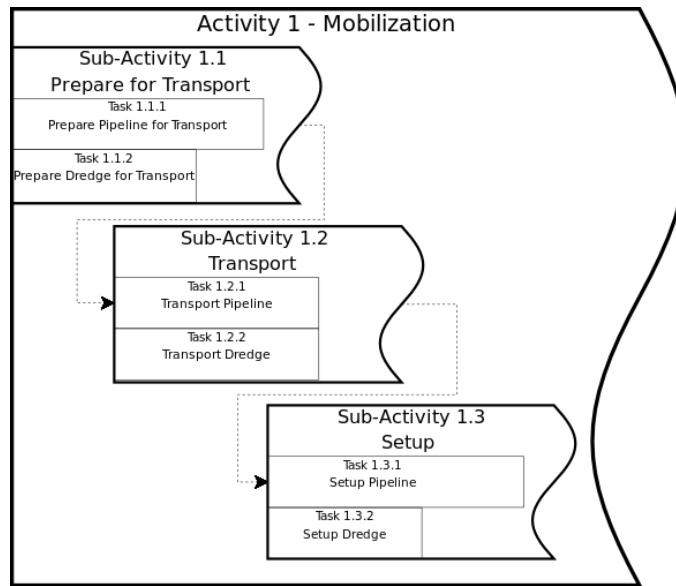 Activity 1 - Mobilization
Sub-Activity 1.1
Prepare for Transport
Task 1.1.1
Prepare Pipeline for Transport
Task 1.1.2
Prepare Dredge for Transport
Sub-Activity 1.2
Transport
Task 1.2.1
Transport Pipeline
Task 1.2.2
Transport Dredge
Sub-Activity 1.3
Setup
Task 1.3.1
Setup Pipeline
Task 1.3.2
Setup Dredge